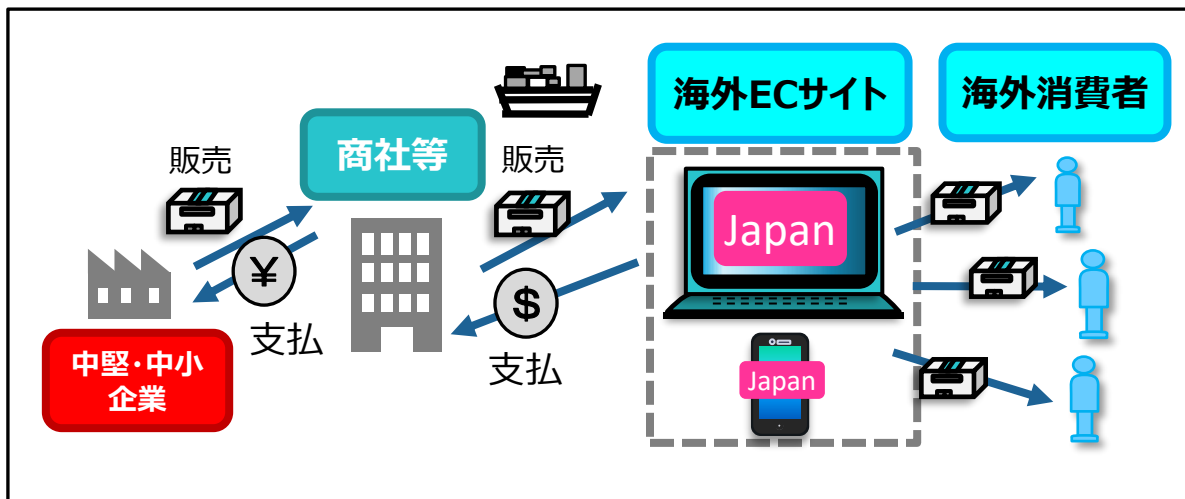 海外ECサイト
海外消費者
商社等
販売
販売
Japan
¥
$
支払
支払
中堅・中小
企業
Japan